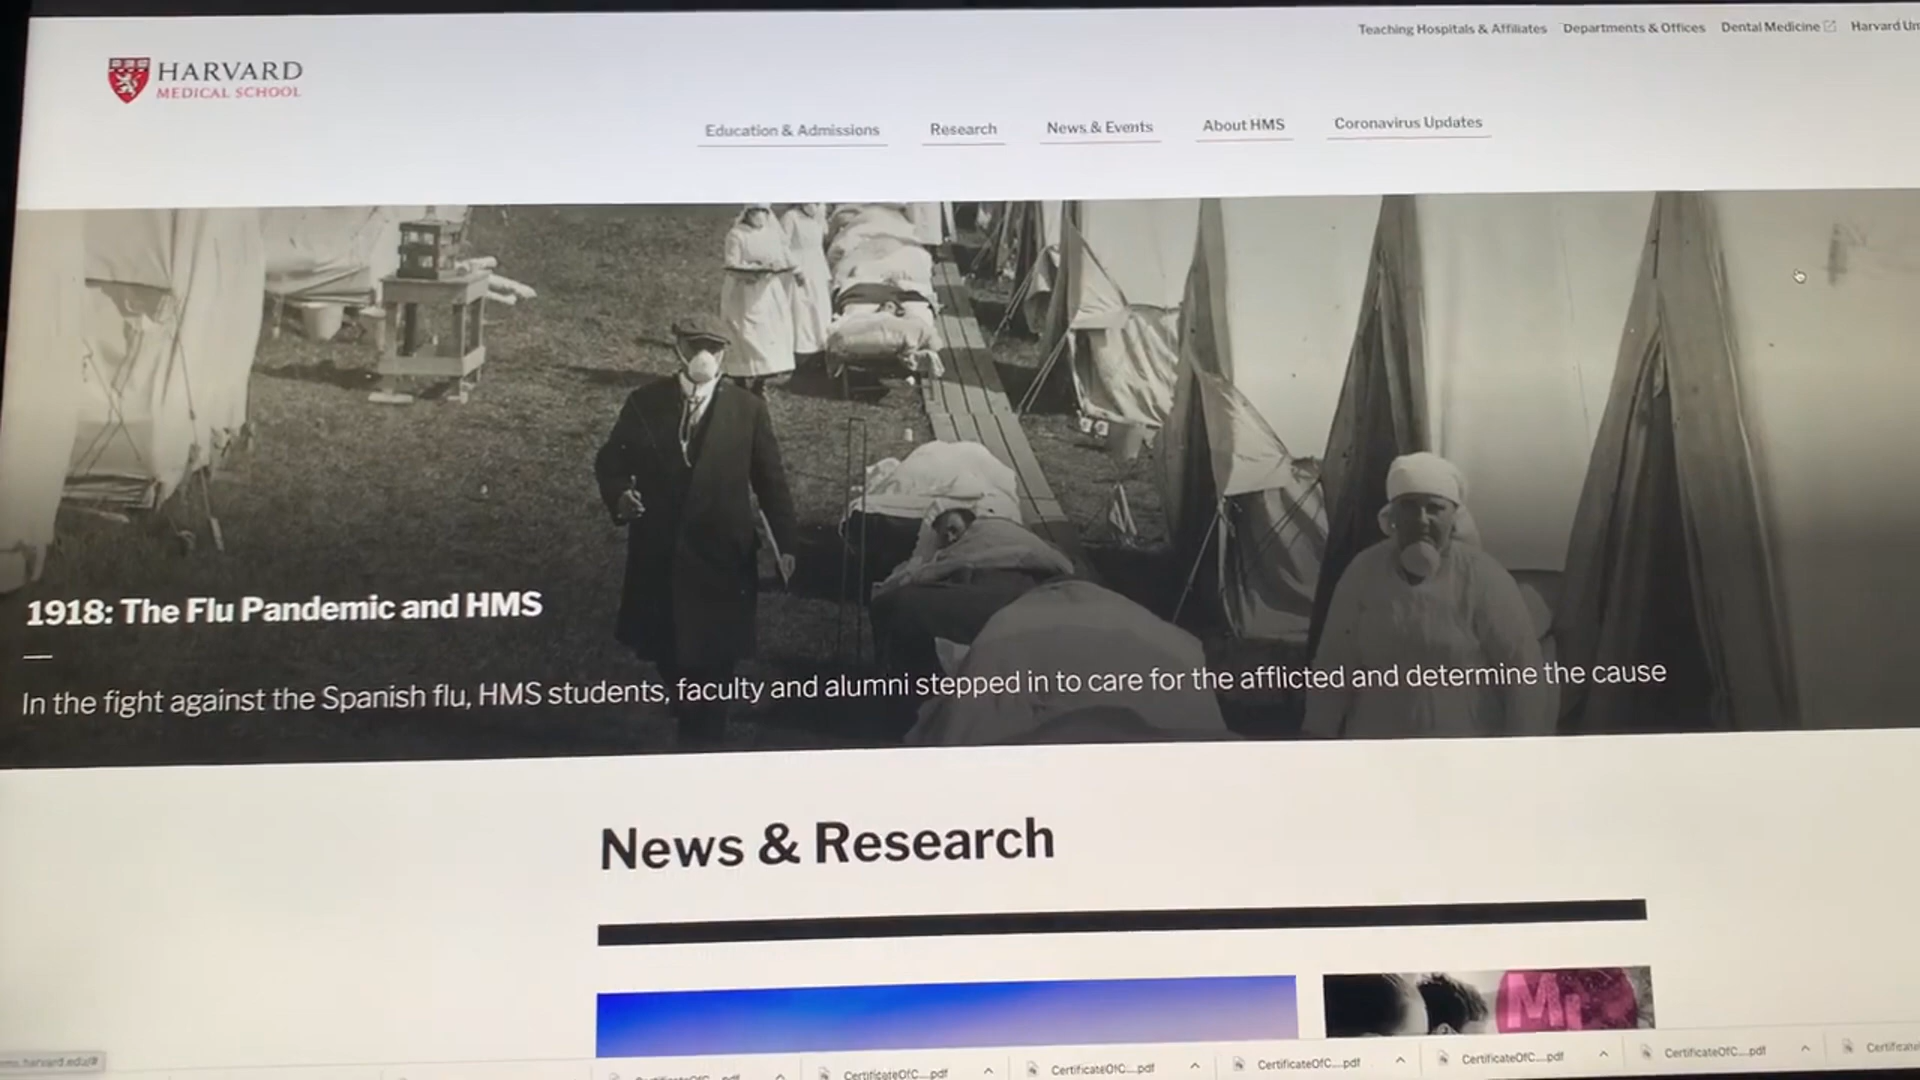 Teaching Hospitals & Affiliates Departments & Offices Dental Medicine Harvard
HARVARD
MEDICAL SCHOOL
Education & Admissions Research News & Events About HMS Coronavirus Updates
1918: The Flu Pandemic and HMS
In the fight against the Spanish flu, HMS students, faculty and alumni stepped in to care for the afflicted and determine the cause
News & Research
CertificateOfC....pdf CertificateOfC....pdf CertificateOfC....pdf CertificateOfC....pdf CertificateOfC....pdf